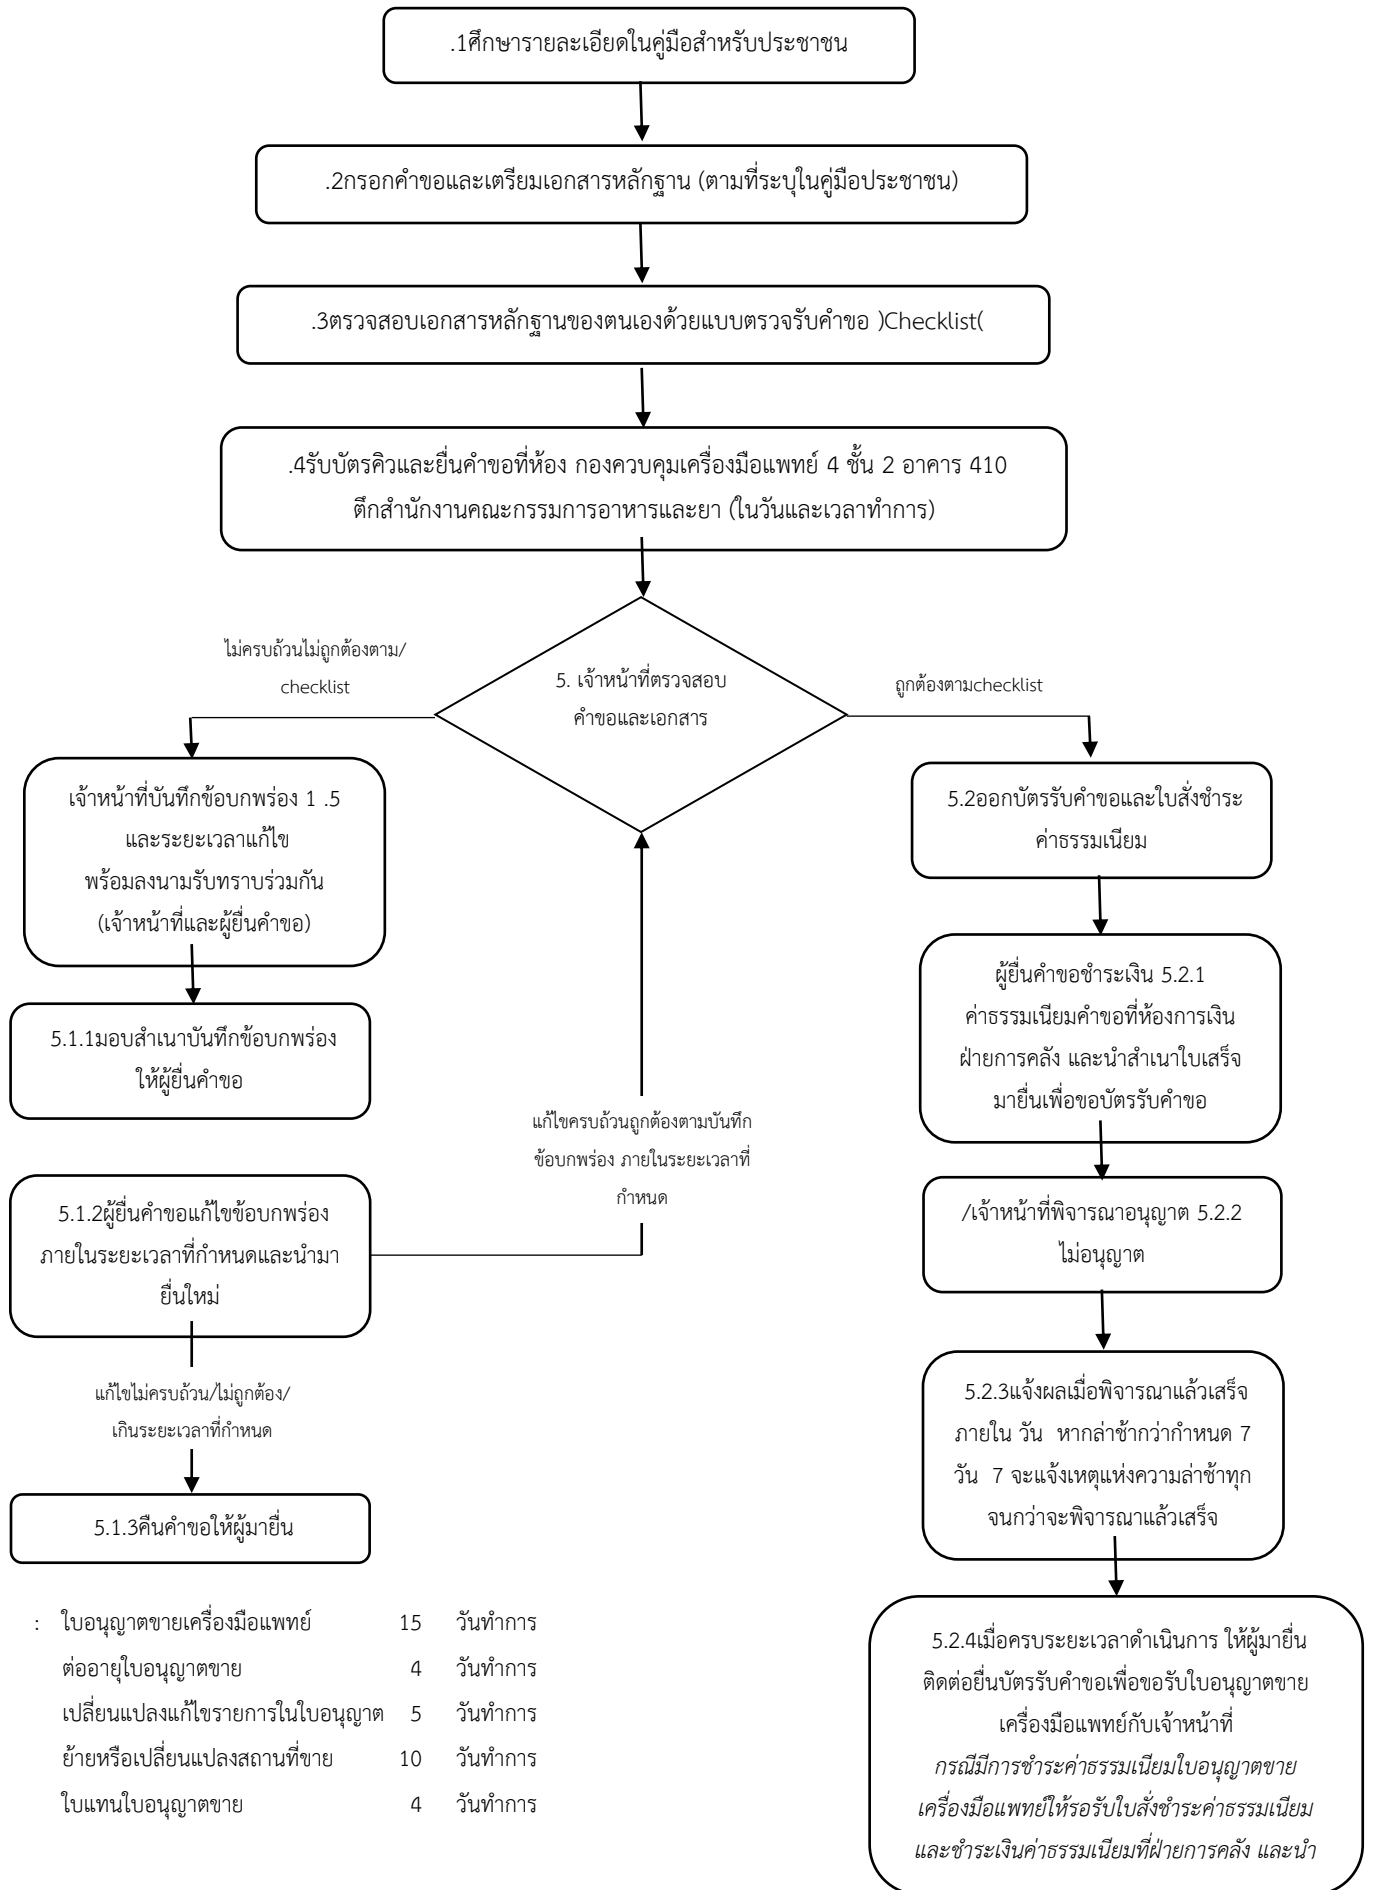 .1ศึกษารายละเอียดในคู่มือสำหรับประชาชน
.2กรอกคำขอและเตรียมเอกสารหลักฐาน (ตามที่ระบุในคู่มือประชาชน)
.3ตรวจสอบเอกสารหลักฐานของตนเองด้วยแบบตรวจรับคำขอ )Checklist(
.4รับบัตรคิวและยื่นคำขอที่ห้อง กองควบคุมเครื่องมือแพทย์ 4 ชั้น 2 อาคาร 410
ตึกสำนักงานคณะกรรมการอาหารและยา (ในวันและเวลาทำการ)
5. เจ้าหน้าที่ตรวจสอบ
คำขอและเอกสาร
ไม่ครบถ้วนไม่ถูกต้องตาม/
checklist
เจ้าหน้าที่บันทึกข้อบกพร่อง 1 .5
และระยะเวลาแก้ไข
พร้อมลงนามรับทราบร่วมกัน
(เจ้าหน้าที่และผู้ยื่นคำขอ)
5.1.1มอบสำเนาบันทึกข้อบกพร่อง
ให้ผู้ยื่นคำขอ
5.1.2ผู้ยื่นคำขอแก้ไขข้อบกพร่อง
ภายในระยะเวลาที่กำหนดและนำมา
ยื่นใหม่
แก้ไขครบถ้วนถูกต้องตามบันทึก
ข้อบกพร่อง ภายในระยะเวลาที่
กำหนด
แก้ไขไม่ครบถ้วน/ไม่ถูกต้อง/
เกินระยะเวลาที่กำหนด
5.1.3คืนคำขอให้ผู้มายื่น
ถูกต้องตามchecklist
5.2ออกบัตรรับคำขอและใบสั่งชำระ
ค่าธรรมเนียม
ผู้ยื่นคำขอชำระเงิน 5.2.1
ค่าธรรมเนียมคำขอที่ห้องการเงิน
ฝ่ายการคลัง และนำสำเนาใบเสร็จ
มายื่นเพื่อขอบัตรรับคำขอ
/เจ้าหน้าที่พิจารณาอนุญาต 5.2.2
ไม่อนุญาต
5.2.3แจ้งผลเมื่อพิจารณาแล้วเสร็จ
ภายใน วัน  หากล่าช้ากว่ากำหนด 7
วัน  7 จะแจ้งเหตุแห่งความล่าช้าทุก
จนกว่าจะพิจารณาแล้วเสร็จ
5.2.4เมื่อครบระยะเวลาดำเนินการ ให้ผู้มายื่น
ติดต่อยื่นบัตรรับคำขอเพื่อขอรับใบอนุญาตขาย
เครื่องมือแพทย์กับเจ้าหน้าที่
กรณีมีการชำระค่าธรรมเนียมใบอนุญาตขาย
เครื่องมือแพทย์ให้รอรับใบสั่งชำระค่าธรรมเนียม
และชำระเงินค่าธรรมเนียมที่ฝ่ายการคลัง และนำ
: ใบอนุญาตขายเครื่องมือแพทย์ 15 วันทำการ
ต่ออายุใบอนุญาตขาย 4 วันทำการ
เปลี่ยนแปลงแก้ไขรายการในใบอนุญาต 5 วันทำการ
ย้ายหรือเปลี่ยนแปลงสถานที่ขาย 10 วันทำการ
ใบแทนใบอนุญาตขาย 4 วันทำการ